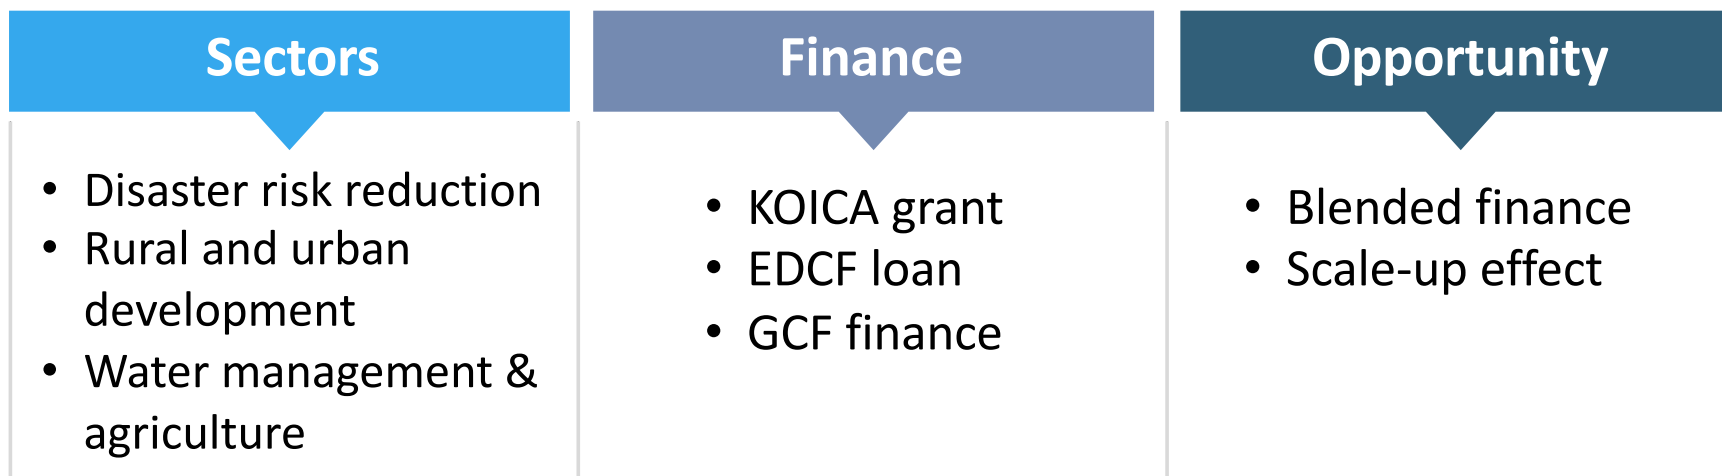 Sectors
• Disaster risk reduction
• Rural and urban
development
• Water management &
agriculture
Finance
• KOICA grant
• EDCF loan
• GCF finance
Opportunity
• Blended finance
• Scale-up effect